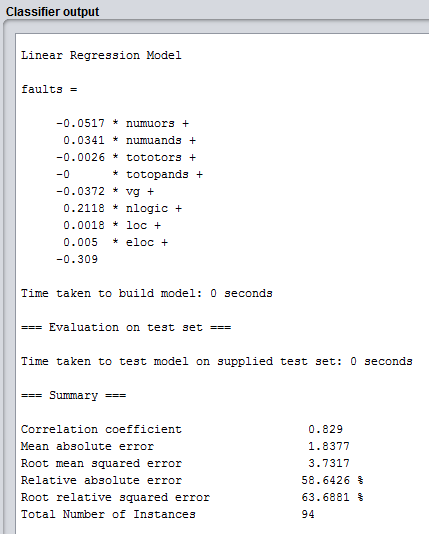 Classifier output
Linear Regression Model
faults =
-0.0517 * numuors +
0.0341 * numuands +
-0.0026 * tototors +
-0 * totopands +
-0.0372 * vg +
0.2118 * nlogic +
0.0018 * loc +
0.005 * eloc +
-0.309
Time taken to build model: 0 seconds
=== Evaluation on test set ===
Time taken to test model on supplied test set: 0 seconds
=== Summary ===
Correlation coefficient 0.829
Mean absolute error 1.8377
Root mean squared error 3.7317
Relative absolute error 58.6426 %
Root relative squared error 63.6881 %
Total Number of Instances 94